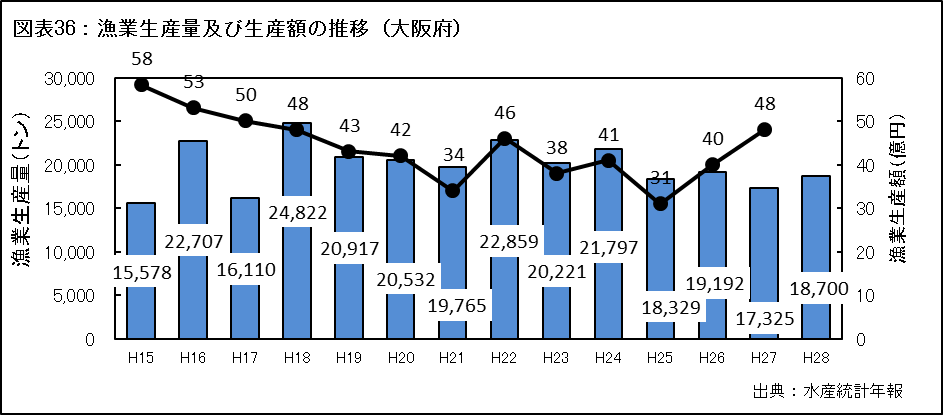 図表36：漁業生産量及び生産額の推移（大阪府）
58 53 50 48 43 42 34 46 38 41 31 40 48
漁業生産量(トン)
30,000
25,000
20,000
15,000
10,000
5,000
0
15,578 22,707 16,110 24,822 20,917 20,532 19,765 22,859 20,221 21,797 18,329 19,192 17,325 18,700
60
50
40
30
20
10
0
漁業生産額(億円)
H15 H16 H17 H18 H19 H20 H21 H22 H23 H24 H25 H26 H27 H28
出典：水産統計年報